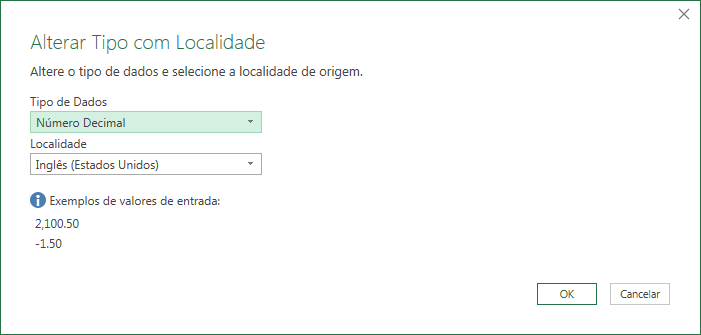 Alterar Tipo com Localidade
Altere o tipo de dados e selecione a localidade de origem.
Tipo de Dados
Número Decimal
Localidade
Inglês (Estados Unidos)
Exemplos de valores de entrada:
2,100.50
-1.50
OK
Cancelar